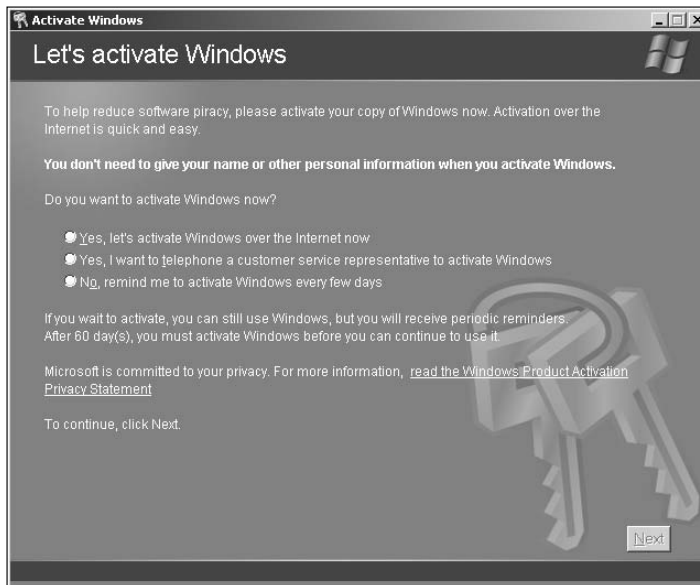 Activate Windows
Let's activate Windows
To help reduce software piracy, please activate your copy of Windows now. Activation over the
Internet is quick and easy.
You don't need to give your name or other personal information when you activate Windows.
Do you want to activate Windows now?
Yes, let's activate Windows over the Internet now
Yes, I want to telephone a customer service representative to activate Windows
No, remind me to activate Windows every few days
If you wait to activate, you can still use Windows, but you will receive periodic reminders.
After 60 day(s), you must activate Windows before you can continue to use it.
Microsoft is committed to your privacy. For more information, read the Windows Product Activation
Privacy Statement
To continue, click Next.
Next